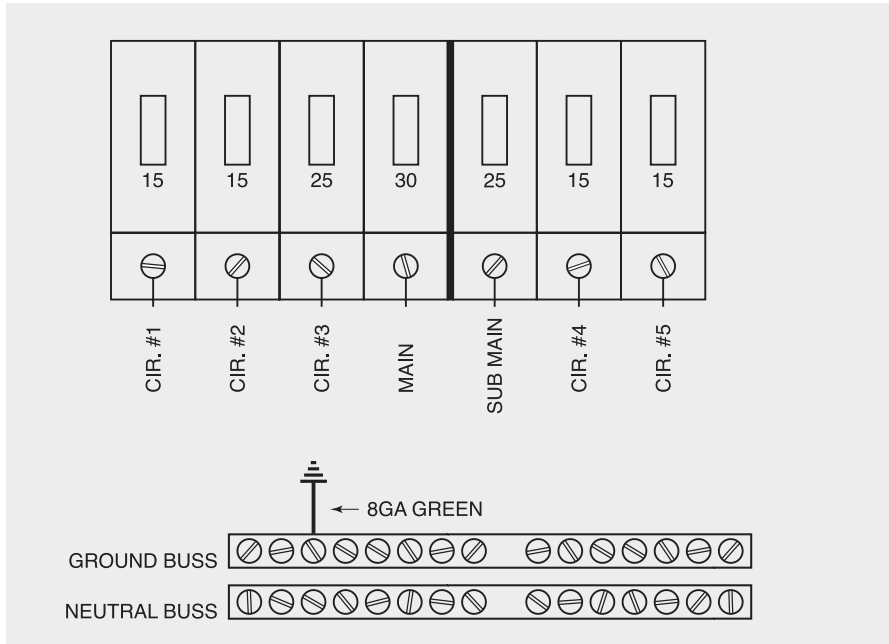 15 15 25 30 25 15 15
CIR. #1 CIR. #2 CIR. #3 MAIN SUB MAIN CIR. #4 CIR. #5
8GA GREEN
GROUND BUSS
NEUTRAL BUSS